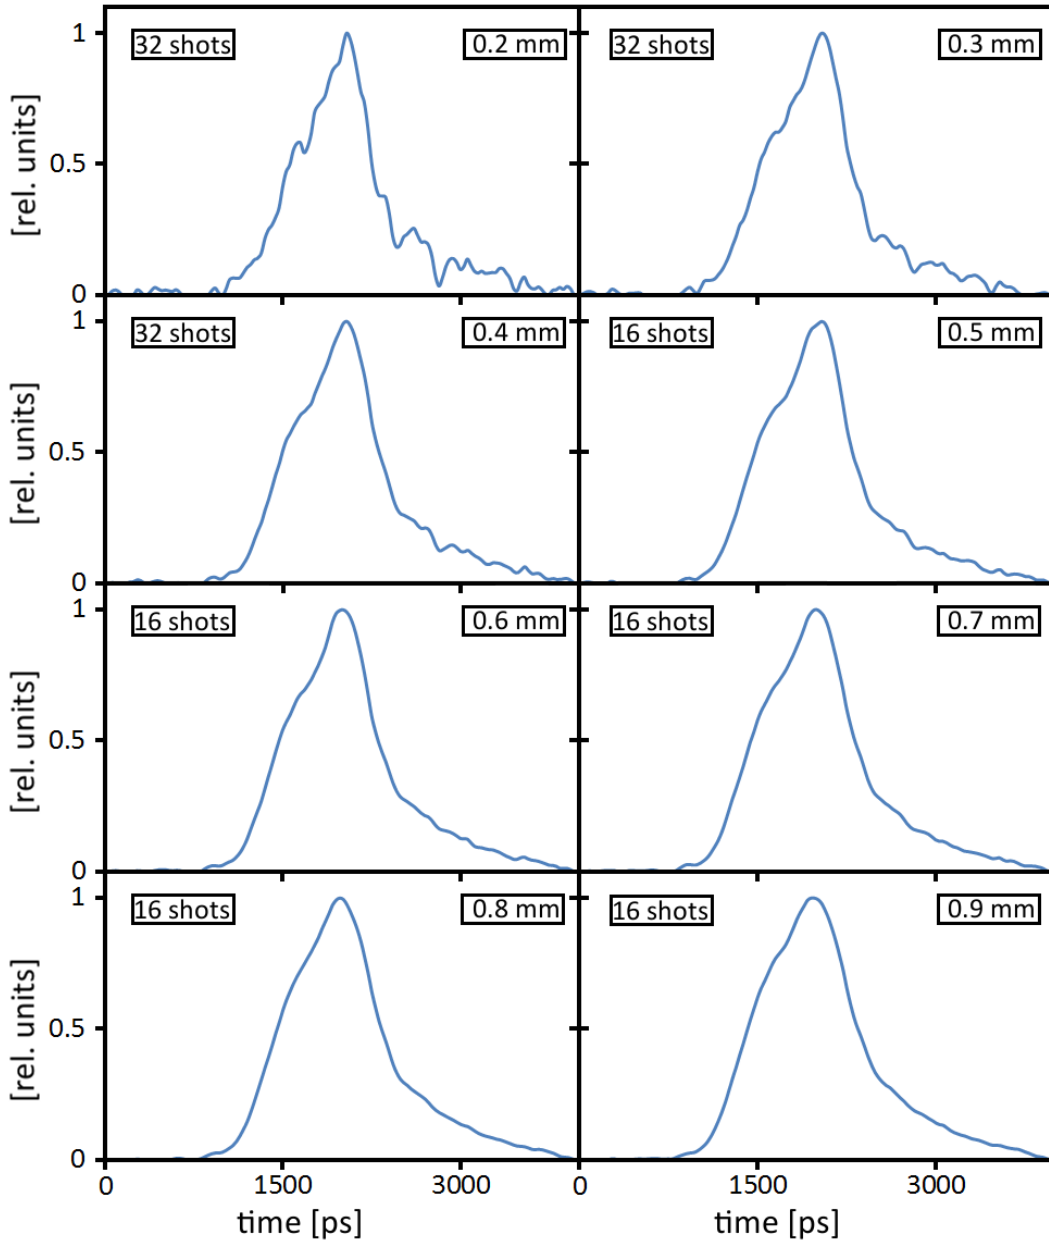 1
32 shots
0.2 mm
32 shots
0.3 mm
[rel. units]
0.5
0
1
32 shots
0.4 mm
16 shots
0.5 mm
[rel. units]
0.5
0
1
16 shots
0.6 mm
16 shots
0.7 mm
[rel. units]
0.5
0
1
16 shots
0.8 mm
16 shots
0.9 mm
[rel. units]
0.5
0
0 1500 3000 0 1500 3000
time [ps] time [ps]